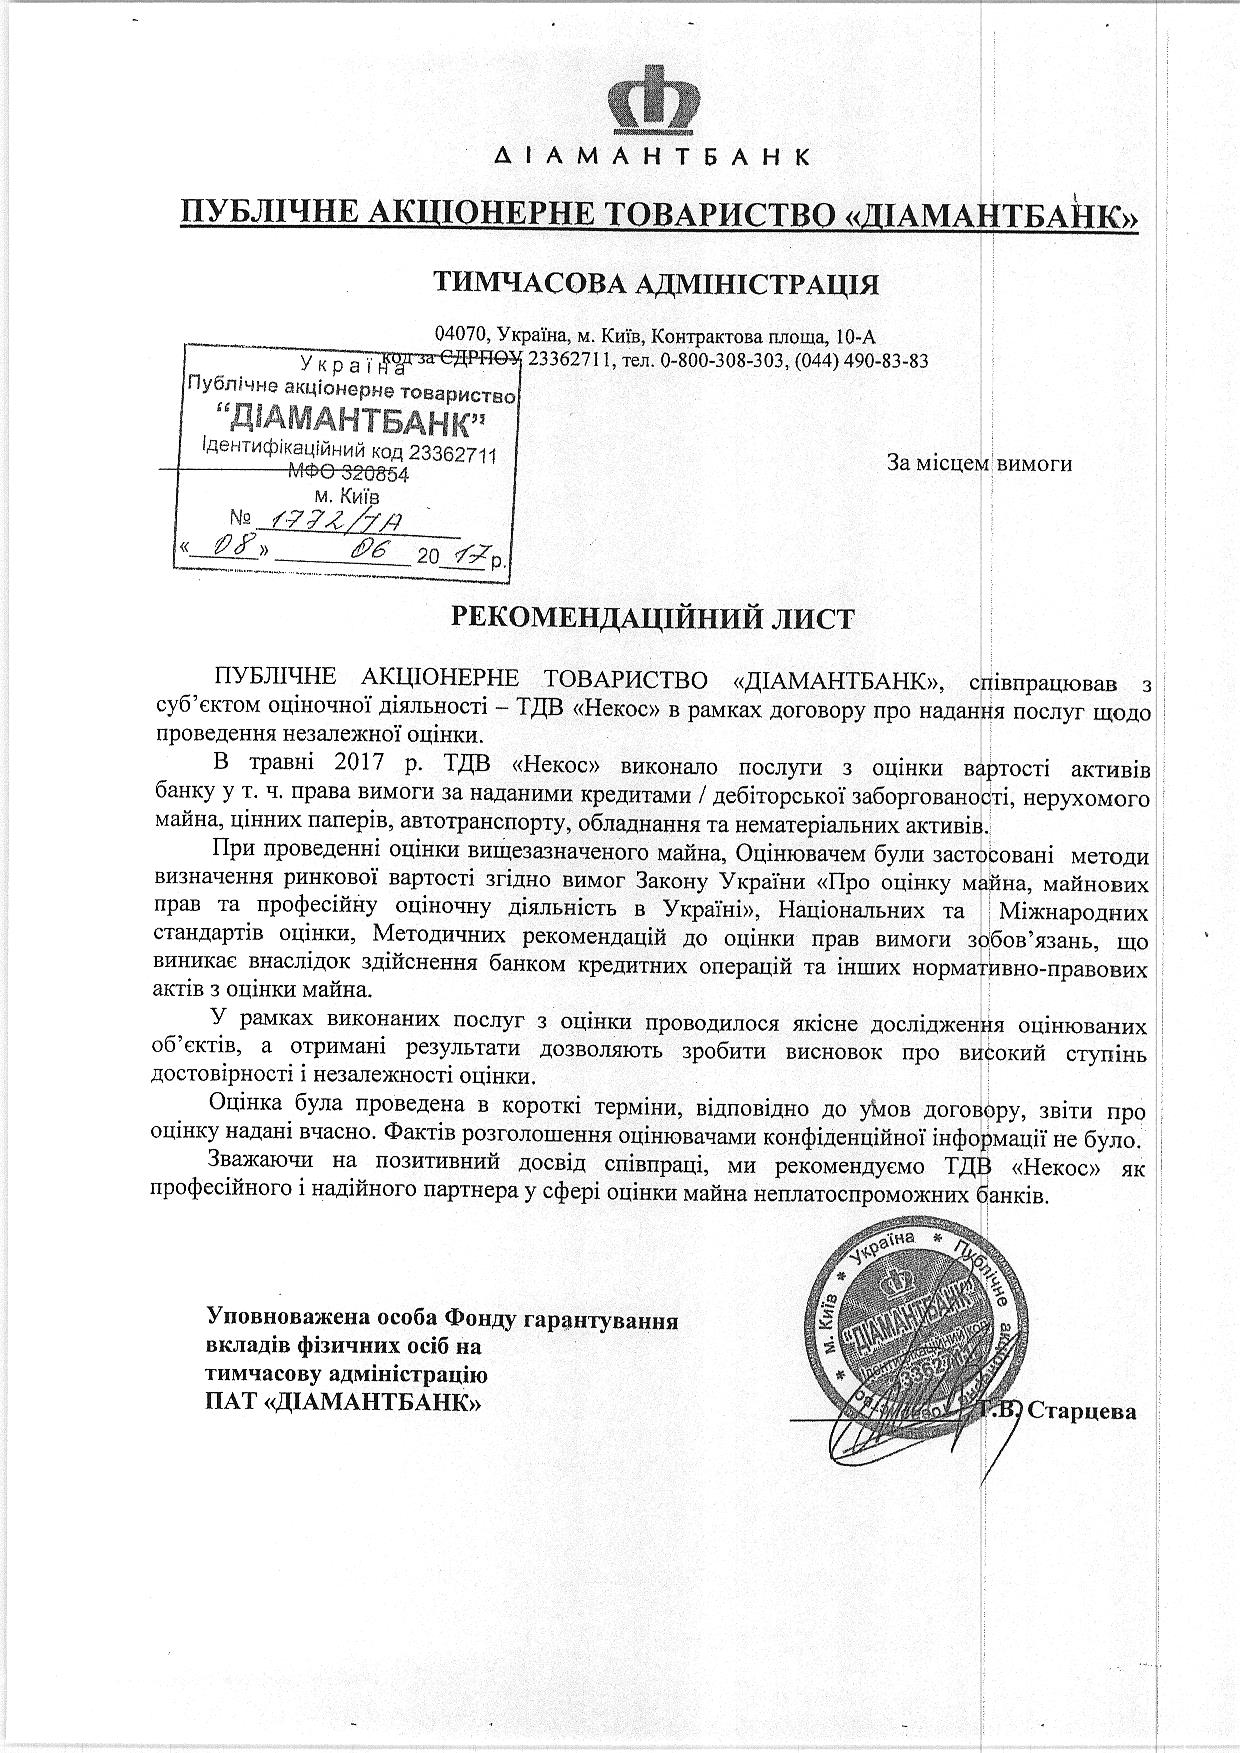 ДІАМАНТБАНК
ПУБЛІЧНЕ АКЦІОНЕРНЕ ТОВАРИСТВО «ДІАМАНТБАНК»
ТИМЧАСОВА АДМІНІСТРАЦІЯ
04070, Україна, м. Київ, Контрактова площа, 10-А
код за ЄДРПОУ 23362711, тел. 0-800-308-303, (044) 490-83-83
Україна
Публічне акціонерне товариство
“ДІАМАНТБАНК”
Ідентифікаційний код 23362711
МФО 320854
м. Київ
№ 1772/ТА
« 08 » 06 20 17 р.
За місцем вимоги
РЕКОМЕНДАЦІЙНИЙ ЛИСТ
ПУБЛІЧНЕ АКЦІОНЕРНЕ ТОВАРИСТВО «ДІАМАНТБАНК», співпрацював з
суб’єктом оціночної діяльності – ТДВ «Некос» в рамках договору про надання послуг щодо
проведення незалежної оцінки.
В травні 2017 р. ТДВ «Некос» виконало послуги з оцінки вартості активів
банку у т. ч. права вимоги за наданими кредитами / дебіторської заборгованості, нерухомого
майна, цінних паперів, автотранспорту, обладнання та нематеріальних активів.
При проведенні оцінки вищезазначеного майна, Оцінювачем були застосовані методи
визначення ринкової вартості згідно вимог Закону України «Про оцінку майна, майнових
прав та професійну оціночну діяльність в Україні», Національних та Міжнародних
стандартів оцінки, Методичних рекомендацій до оцінки прав вимоги зобов’язань, що
виникає внаслідок здійснення банком кредитних операцій та інших нормативно-правових
актів з оцінки майна.
У рамках виконаних послуг з оцінки проводилося якісне дослідження оцінюваних
об’єктів, а отримані результати дозволяють зробити висновок про високий ступінь
достовірності і незалежності оцінки.
Оцінка була проведена в короткі терміни, відповідно до умов договору, звіти про
оцінку надані вчасно. Фактів розголошення оцінювачами конфіденційної інформації не було.
Зважаючи на позитивний досвід співпраці, ми рекомендуємо ТДВ «Некос» як
професійного і надійного партнера у сфері оцінки майна неплатоспроможних банків.
Уповноважена особа Фонду гарантування
вкладів фізичних осіб на
тимчасову адміністрацію
ПАТ «ДІАМАНТБАНК»
* м. Київ * Україна * Публічне акціонерне товариство
“ДІАМАНТБАНК”
Ідентифікаційний код
23362711
Т.В. Старцева